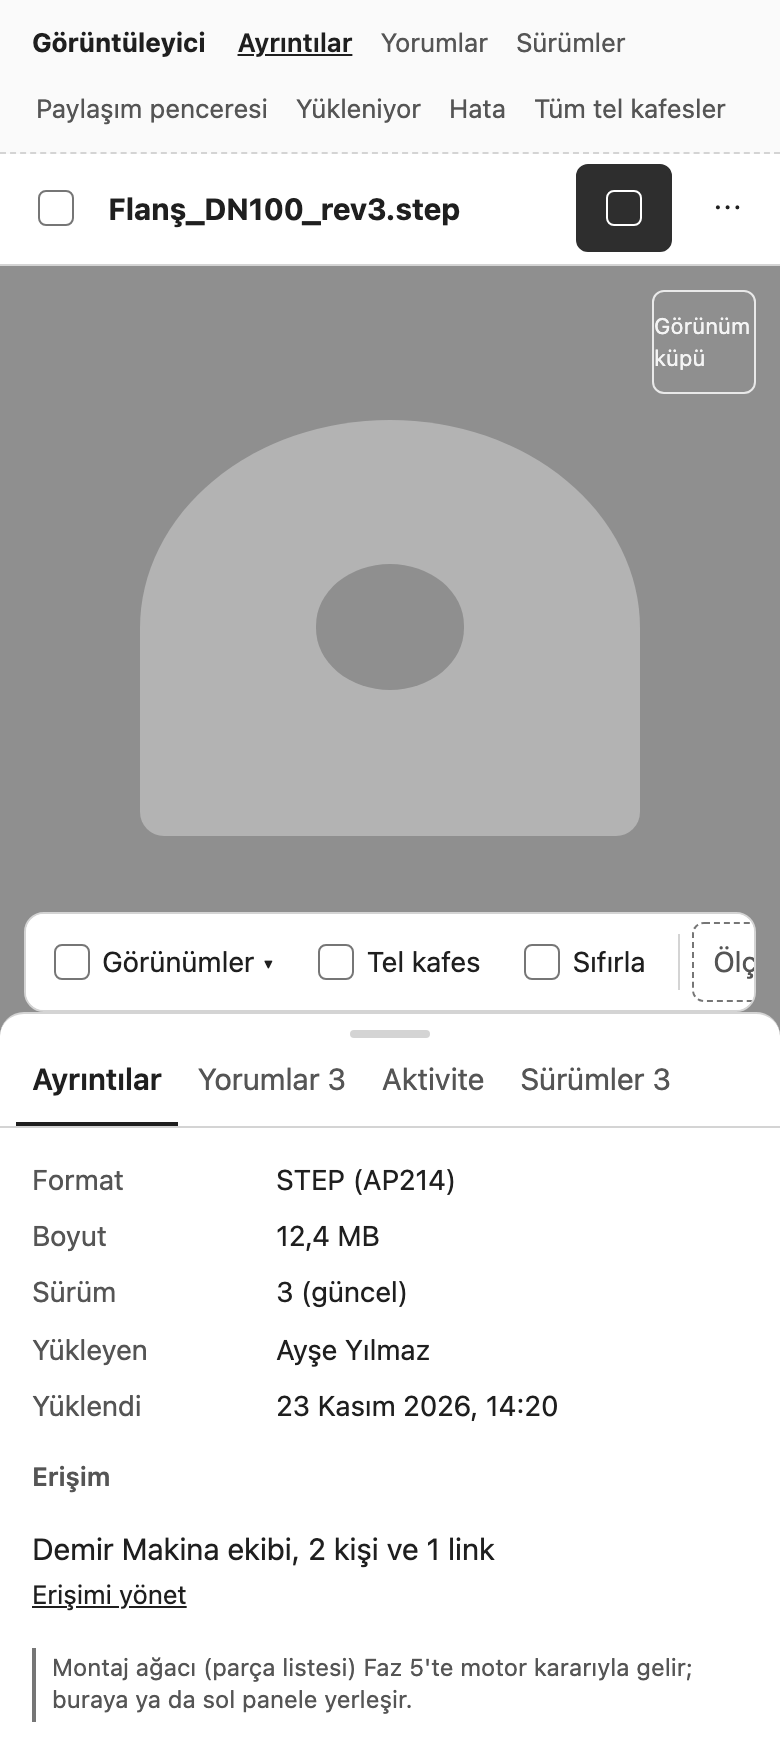 Görüntüleyici Ayrıntılar Yorumlar Sürümler
Paylaşım penceresi Yükleniyor Hata Tüm tel kafesler
Flanş_DN100_rev3.step ...
Görünüm
küpü
Görünümler ▾ Tel kafes Sıfırla Ölç
Ayrıntılar Yorumlar 3 Aktivite Sürümler 3
Format STEP (AP214)
Boyut 12,4 MB
Sürüm 3 (güncel)
Yükleyen Ayşe Yılmaz
Yüklendi 23 Kasım 2026, 14:20
Erişim
Demir Makina ekibi, 2 kişi ve 1 link
Erişimi yönet
Montaj ağacı (parça listesi) Faz 5'te motor kararıyla gelir;
buraya ya da sol panele yerleşir.